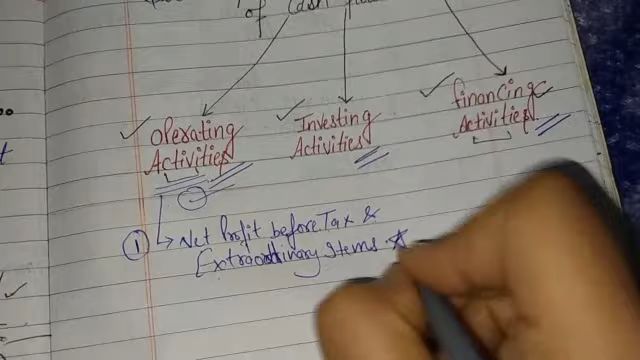 of Cash
Operating
Activities
Investing
Activities
financing
Activities
① → Net Profit before Tax &
Extraordinary Items